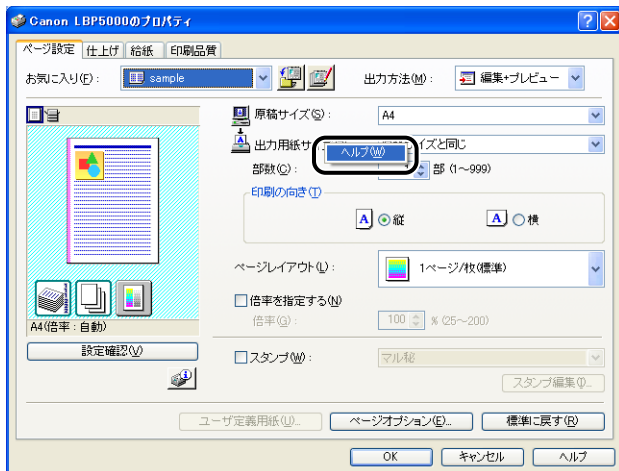 Canon LBP5000のプロパティ
ページ設定 仕上げ 給紙 印刷品質
お気に入り(F): sample 出力方法(M): 編集+プレビュー
原稿サイズ(S): A4
出力用紙サ イズと同じ
ヘルプ(W)
部数(C): 部 (1~999)
印刷の向き(T)
A 縦 A 横
ページレイアウト(L): 1ページ/枚(標準)
倍率を指定する(N)
倍率(G): 100 % (25~200)
A4(倍率:自動)
設定確認(V)
スタンプ(W): マル秘
スタンプ編集(I)...
ユーザ定義用紙(U)... ページオプション(E)... 標準に戻す(R)
OK キャンセル ヘルプ